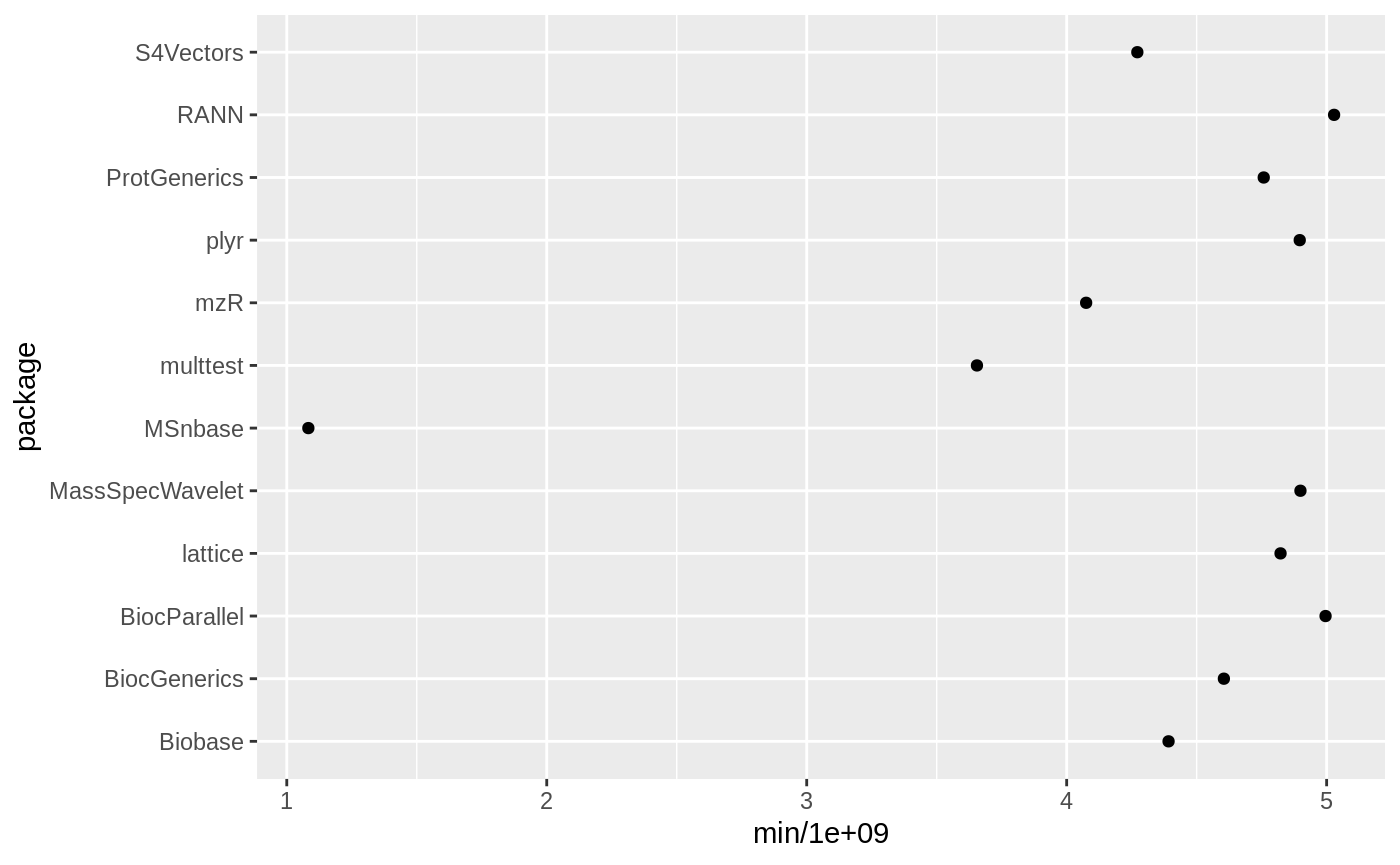 S4Vectors
RANN
ProtGenerics
plyr
mzR
multtest
MSnbase
MassSpecWavelet
lattice
BiocParallel
BiocGenerics
Biobase
package
1 2 3 4 5
min/1e+09